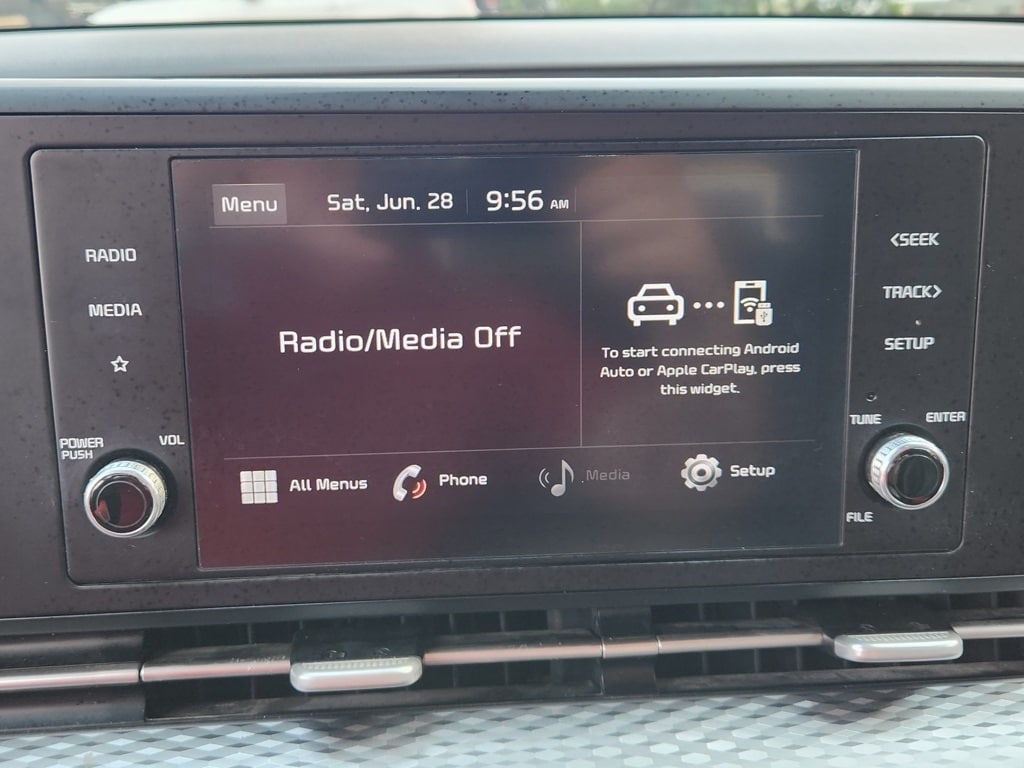 Menu Sat, Jun. 28 9:56 AM
RADIO
MEDIA
POWER
PUSH
VOL
Radio/Media Off
To start connecting Android
Auto or Apple CarPlay, press
this widget.
All Menus Phone Media Setup
<SEEK
TRACK>
SETUP
TUNE ENTER
FILE